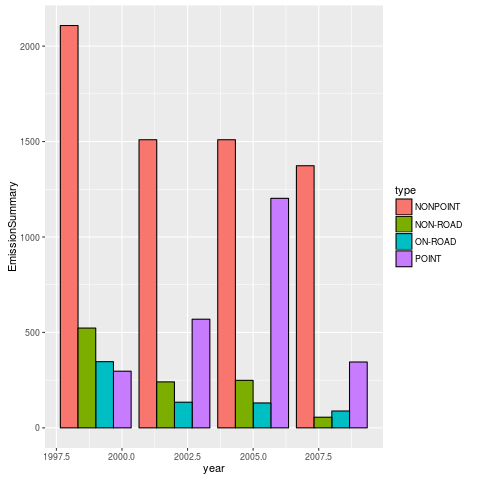 2000
1500
1000
500
0
EmissionSummary
1997.5 2000.0 2002.5 2005.0 2007.5
year
type
NONPOINT
NON-ROAD
ON-ROAD
POINT